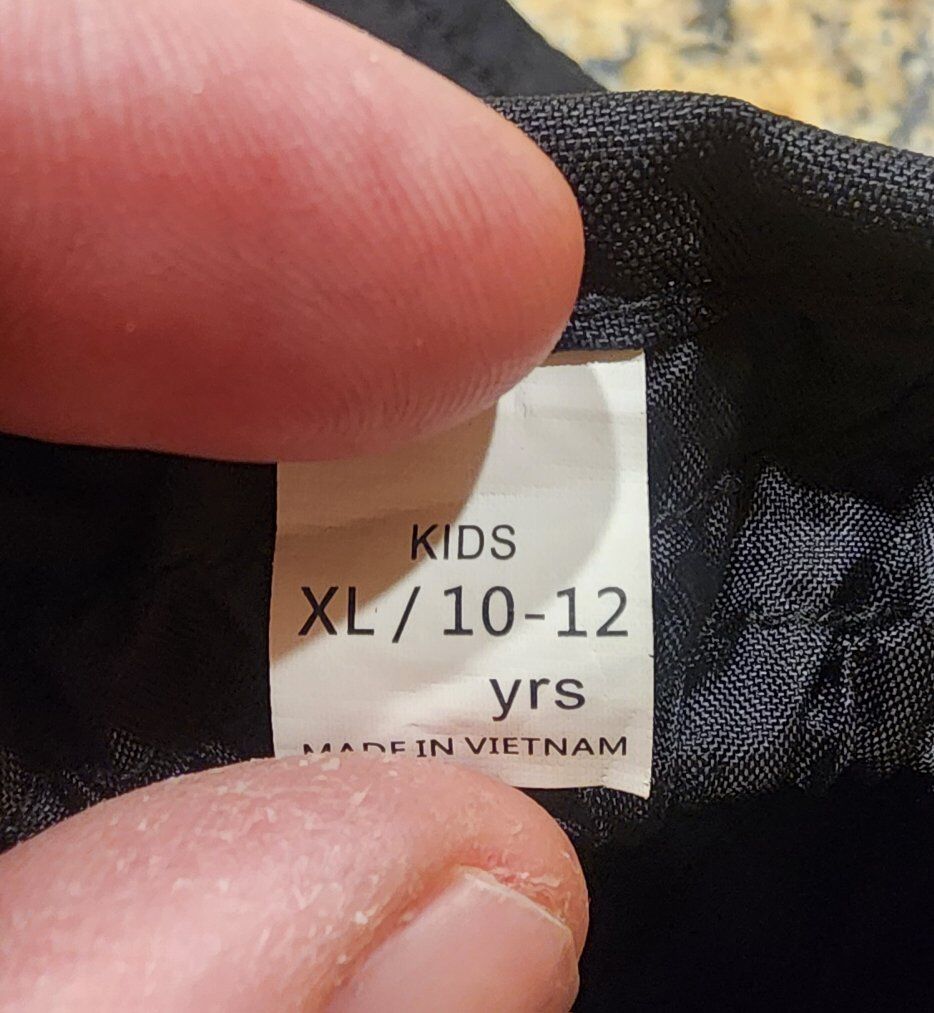 KIDS
XL / 10-12
yrs
MADE IN VIETNAM